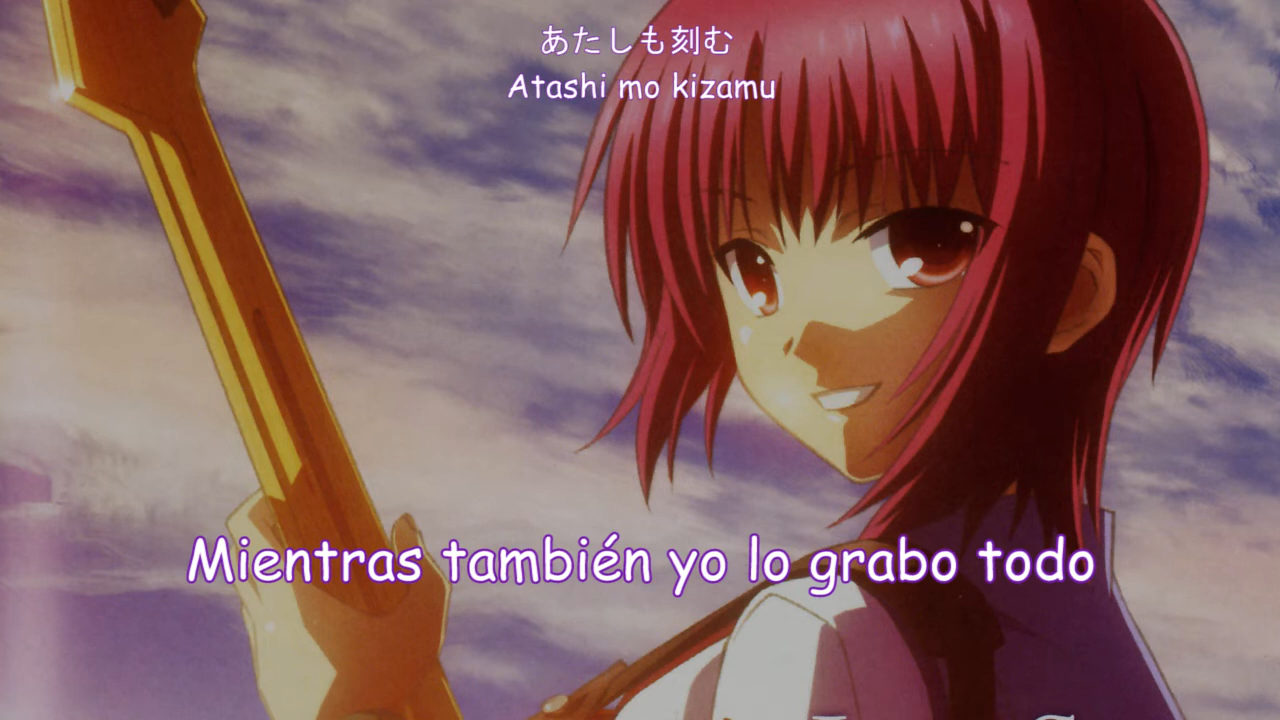 あたしも刻む
Atashi mo kizamu
Mientras también yo lo grabo todo